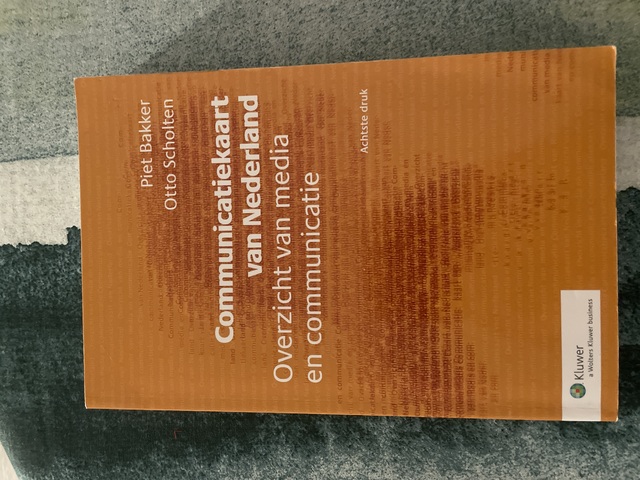 Piet Bakker
Otto Scholten
Communicatiekaart
van Nederland
Overzicht van media
en communicatie
Achtste druk
Kluwer
a Wolters Kluwer business